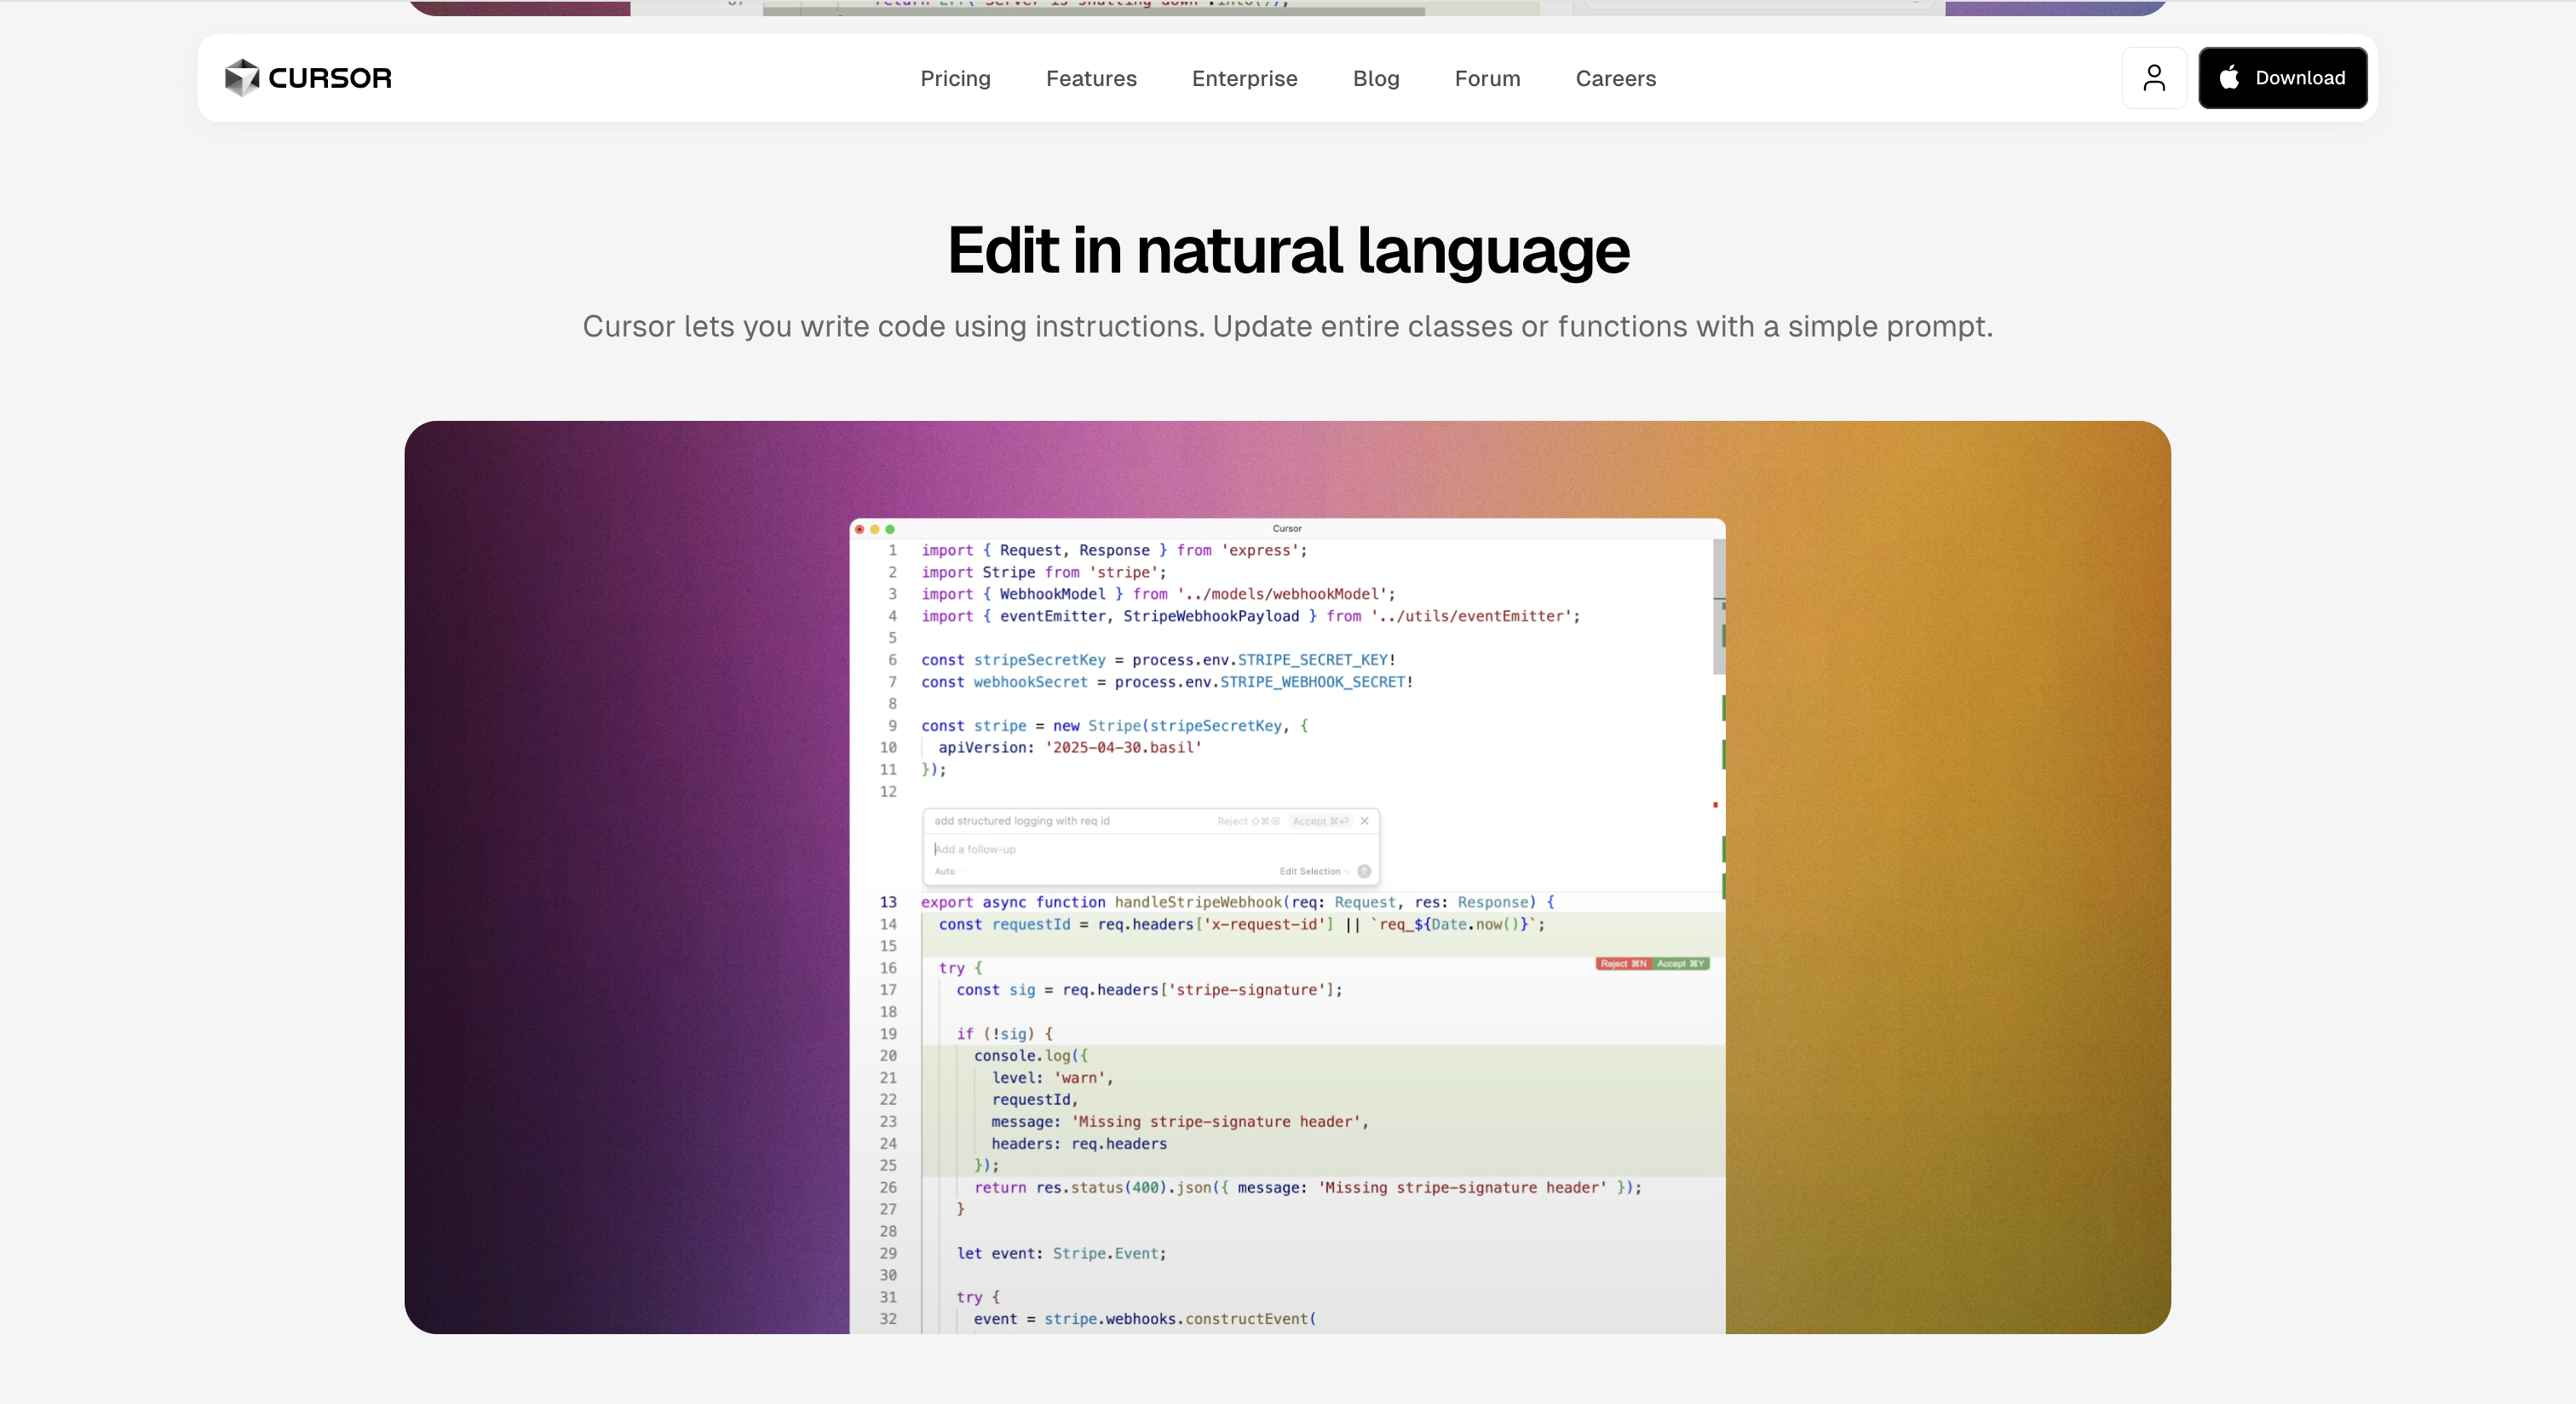 return Err("Server is shutting down".into());
CURSOR
Pricing
Features
Enterprise
Blog
Forum
Careers
Download
Edit in natural language
Cursor lets you write code using instructions. Update entire classes or functions with a simple prompt.
Cursor
1 import { Request, Response } from 'express';
2 import Stripe from 'stripe';
3 import { WebhookModel } from '../models/webhookModel';
4 import { eventEmitter, StripeWebhookPayload } from '../utils/eventEmitter';
5
6 const stripeSecretKey = process.env.STRIPE_SECRET_KEY!
7 const webhookSecret = process.env.STRIPE_WEBHOOK_SECRET!
8
9 const stripe = new Stripe(stripeSecretKey, {
10 apiVersion: '2025-04-30.basil'
11 });
12
add structured logging with req id Reject ⇧⌘⌫ Accept ⌘⏎
Add a follow-up
Auto Edit Selection
13 export async function handleStripeWebhook(req: Request, res: Response) {
14 const requestId = req.headers['x-request-id'] || `req_${Date.now()}`;
15
16 try {
Reject ⌘N Accept ⌘Y
17 const sig = req.headers['stripe-signature'];
18
19 if (!sig) {
20 console.log({
21 level: 'warn',
22 requestId,
23 message: 'Missing stripe-signature header',
24 headers: req.headers
25 });
26 return res.status(400).json({ message: 'Missing stripe-signature header' });
27 }
28
29 let event: Stripe.Event;
30
31 try {
32 event = stripe.webhooks.constructEvent(